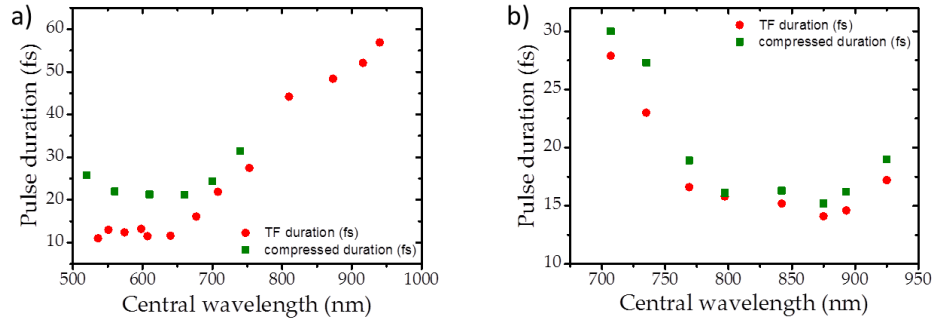 a)
Pulse duration (fs)
60
50
40
30
20
10
500
600
700
800
900
1000
TF duration (fs)
compressed duration (fs)
Central wavelength (nm)
b)
Pulse duration (fs)
30
25
20
15
10
700
750
800
850
900
950
TF duration (fs)
compressed duration (fs)
Central wavelength (nm)